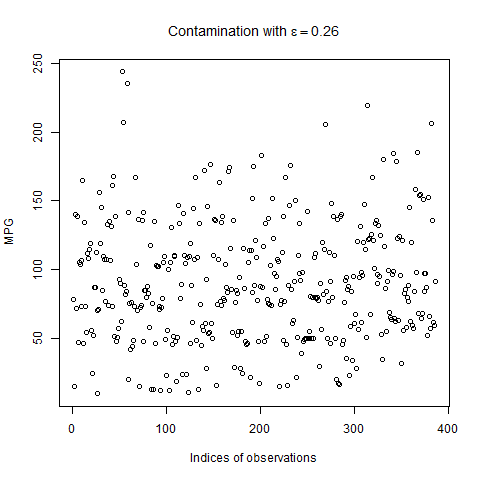 Contamination with ε = 0.26
MPG
250
200
150
100
50
0 100 200 300 400
Indices of observations